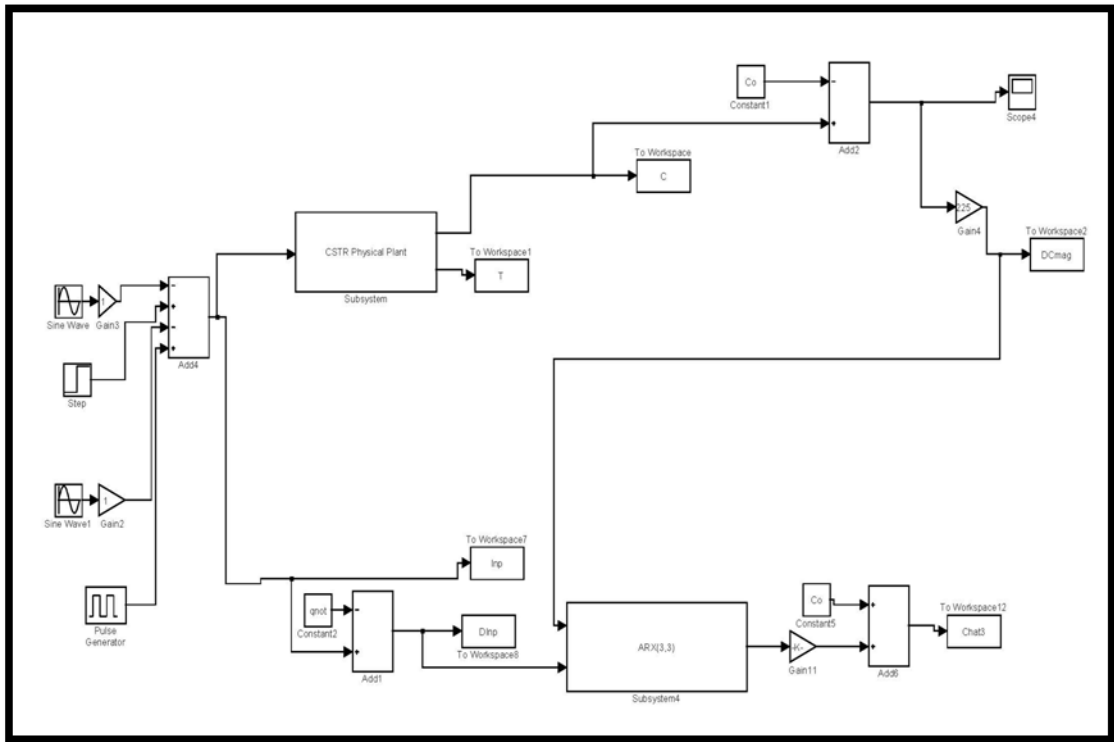 Co
Constant1
-
+
Add2
Scope4
To Workspace
C
225
Gain4
To Workspace2
DCmag
CSTR Physical Plant
Subsystem
To Workspace1
T
Sine Wave
1
Gain3
-
+
-
+
Add4
Step
Sine Wave1
1
Gain2
Pulse
Generator
To Workspace7
Inp
qnot
Constant2
-
+
Add1
DInp
To Workspace8
ARX(3,3)
Subsystem4
-K-
Gain11
Co
Constant5
+
+
Add6
To Workspace12
Chat3